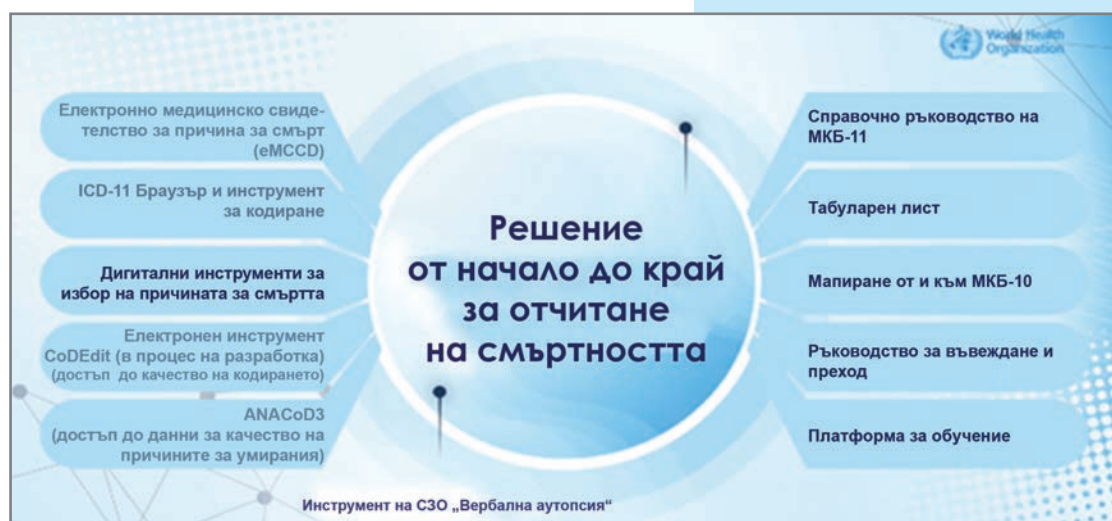 World Health
Organization
Електронно медицинско свиде-
телство за причина за смърт
(eMCCD)
ICD-11 Браузър и инструмент
за кодиране
Дигитални инструменти за
избор на причината за смъртта
Електронен инструмент
CoDEdit (в процес на разработка)
(достъп до качество на кодирането)
ANACoD3
(достъп до данни за качество на
причините за умирания)
Решение
от начало до край
за отчитане
на смъртността
Справочно ръководство на
МКБ-11
Табуларен лист
Мапиране от и към МКБ-10
Ръководство за въвеждане и
преход
Платформа за обучение
Инструмент на СЗО „Вербална аутопсия“